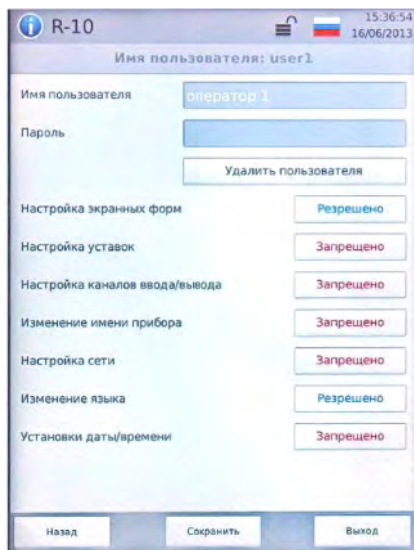 R-10
15:36:54
16/06/2013
Имя пользователя: user1
Имя пользователя
оператор 1
Пароль
Удалить пользователя
Настройка экранных форм
Резрешено
Настройка уставок
Запрещено
Настройка каналов ввода/вывода
Запрещено
Изменение имени прибора
Запрещено
Настройка сети
Запрещено
Изменение языка
Резрешено
Установки даты/времени
Запрещено
Назад
Сохранить
Выход